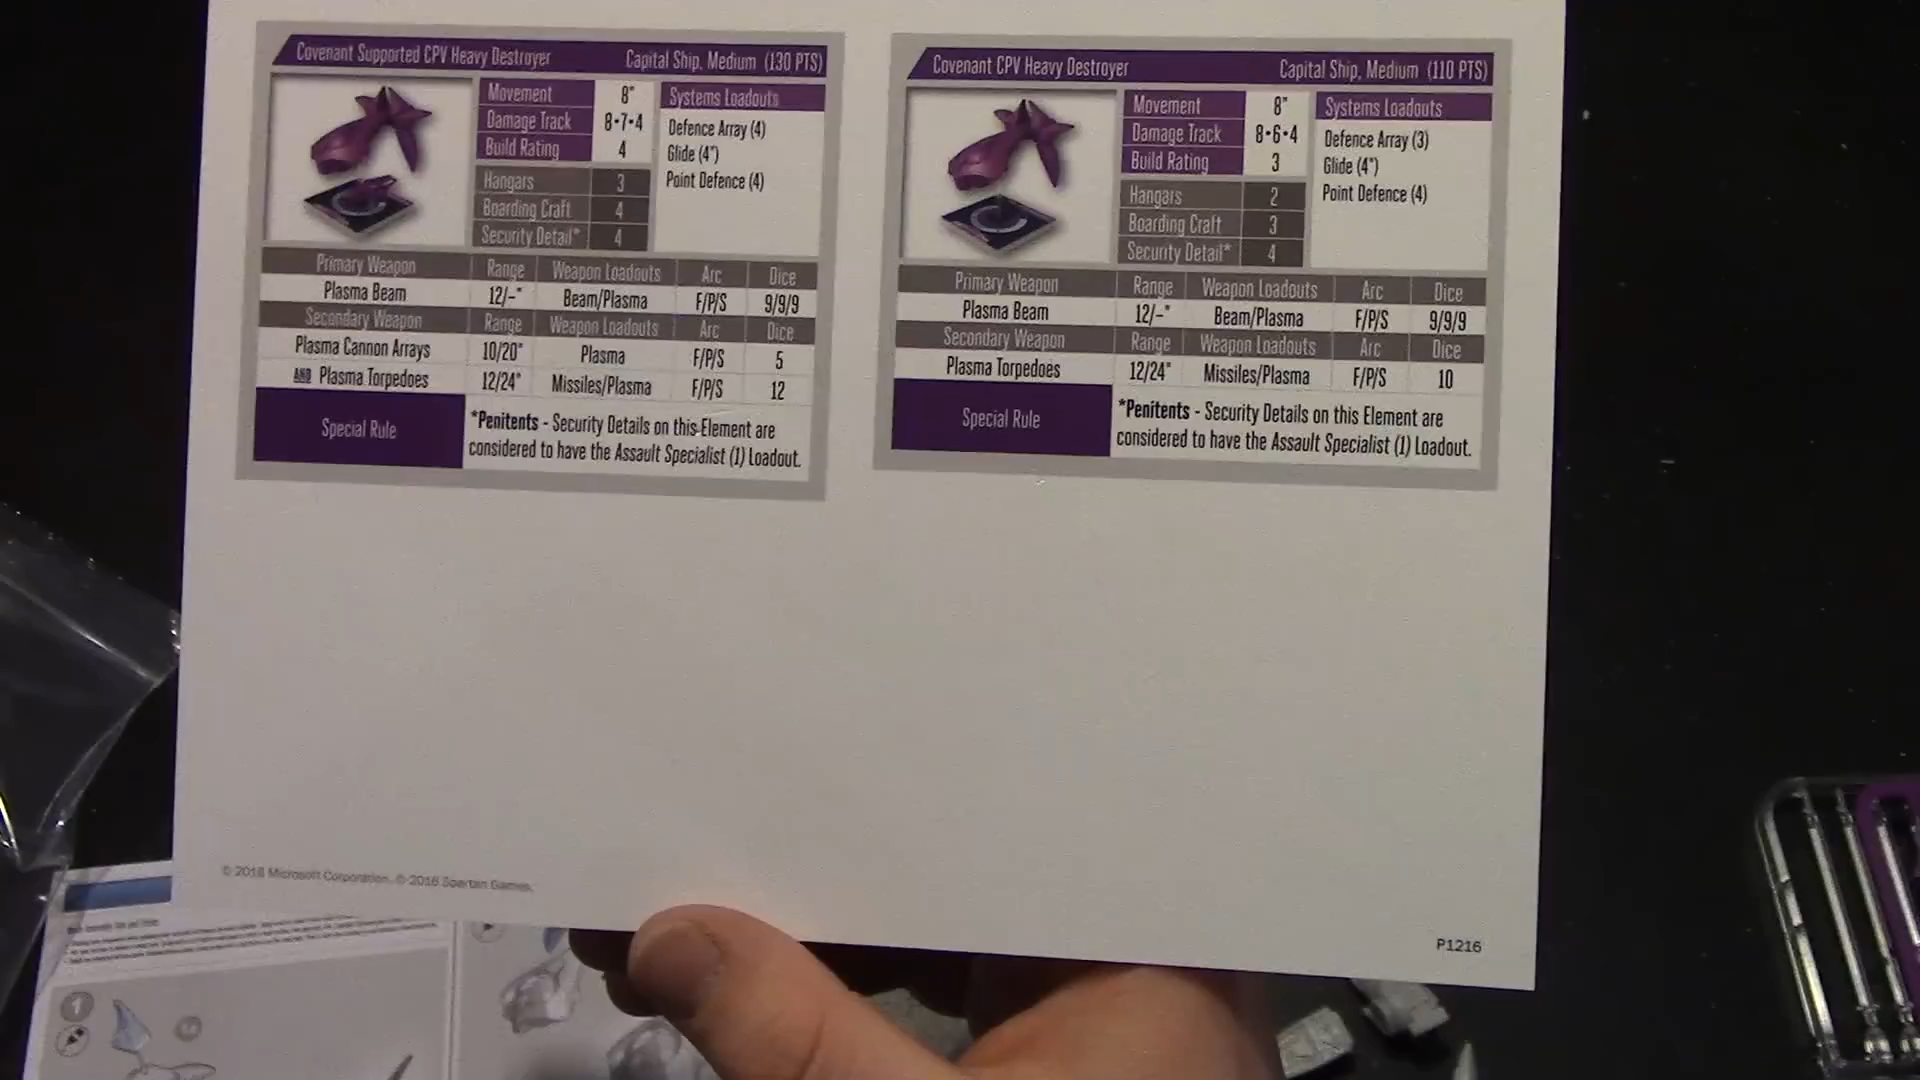 Covenant Supported CPV Heavy Destroyer Capital Ship, Medium (130 PTS)
Movement 8"
Damage Track 8•7•4
Build Rating 4
Hangars 3
Boarding Craft 4
Security Detail* 4
Systems Loadouts
Defence Array (4)
Glide (4")
Point Defence (4)
Primary Weapon Range Weapon Loadouts Arc Dice
Plasma Beam 12/–" Beam/Plasma F/P/S 9/9/9
Secondary Weapon Range Weapon Loadouts Arc Dice
Plasma Cannon Arrays 10/20" Plasma F/P/S 5
AND Plasma Torpedoes 12/24" Missiles/Plasma F/P/S 12
Special Rule
*Penitents - Security Details on this Element are
considered to have the Assault Specialist (1) Loadout.
Covenant CPV Heavy Destroyer Capital Ship, Medium (110 PTS)
Movement 8"
Damage Track 8•6•4
Build Rating 3
Hangars 2
Boarding Craft 3
Security Detail* 4
Systems Loadouts
Defence Array (3)
Glide (4")
Point Defence (4)
Primary Weapon Range Weapon Loadouts Arc Dice
Plasma Beam 12/–" Beam/Plasma F/P/S 9/9/9
Secondary Weapon Range Weapon Loadouts Arc Dice
Plasma Torpedoes 12/24" Missiles/Plasma F/P/S 10
Special Rule
*Penitents - Security Details on this Element are
considered to have the Assault Specialist (1) Loadout.
© 2016 Microsoft Corporation. © 2016 Spartan Games.
P1216
1